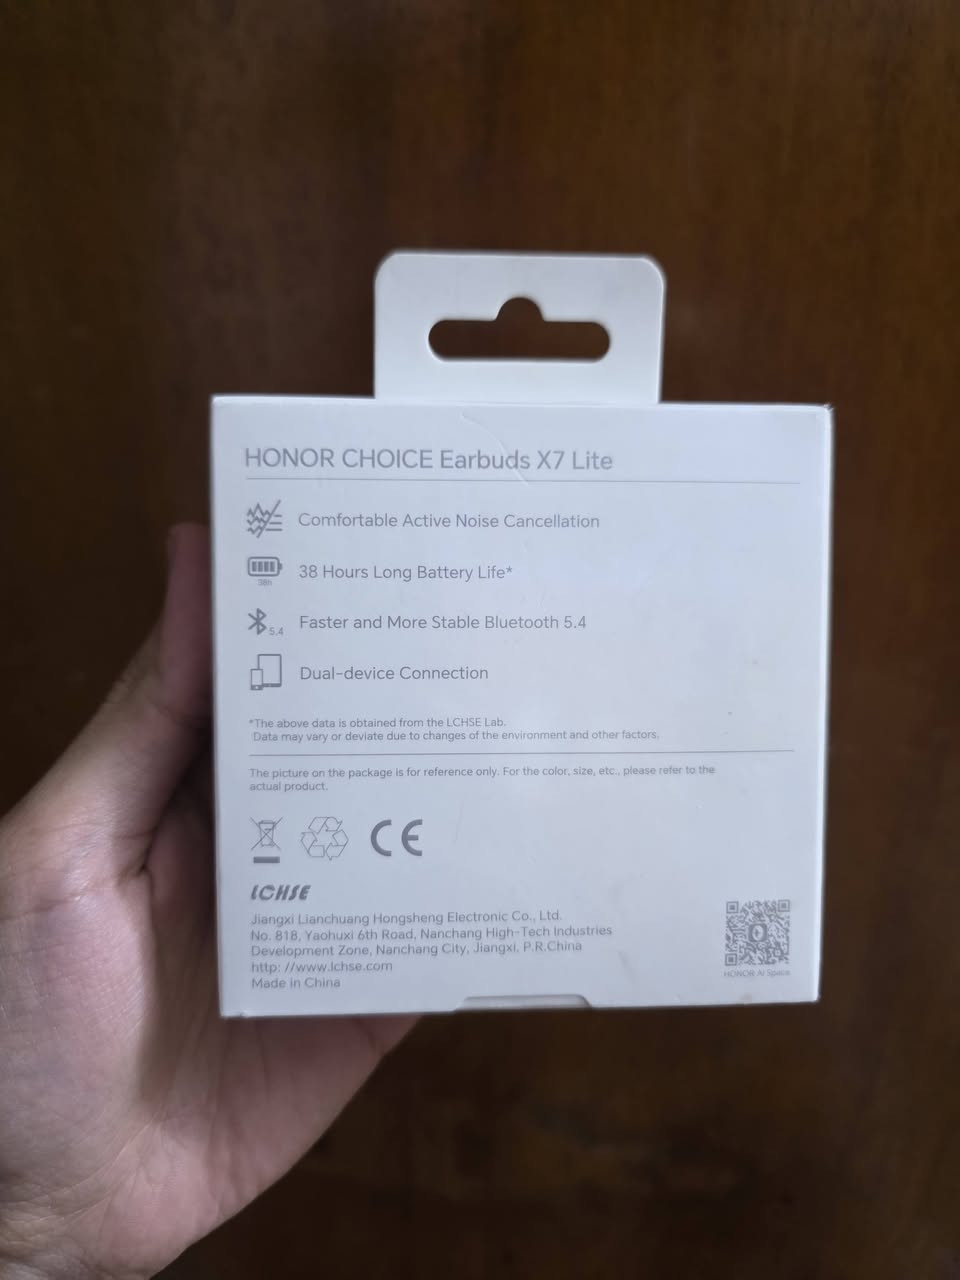 HONOR CHOICE Earbuds X7 Lite
Comfortable Active Noise Cancellation
38h
38 Hours Long Battery Life*
5.4
Faster and More Stable Bluetooth 5.4
Dual-device Connection
*The above data is obtained from the LCHSE Lab.
Data may vary or deviate due to changes of the environment and other factors.
The picture on the package is for reference only. For the color, size, etc., please refer to the
actual product.
CE
LCHSE
Jiangxi Lianchuang Hongsheng Electronic Co., Ltd.
No. 818, Yaohuxi 6th Road, Nanchang High-Tech Industries
Development Zone, Nanchang City, Jiangxi, P.R.China
http: //www.lchse.com
Made in China
HONOR AI Space